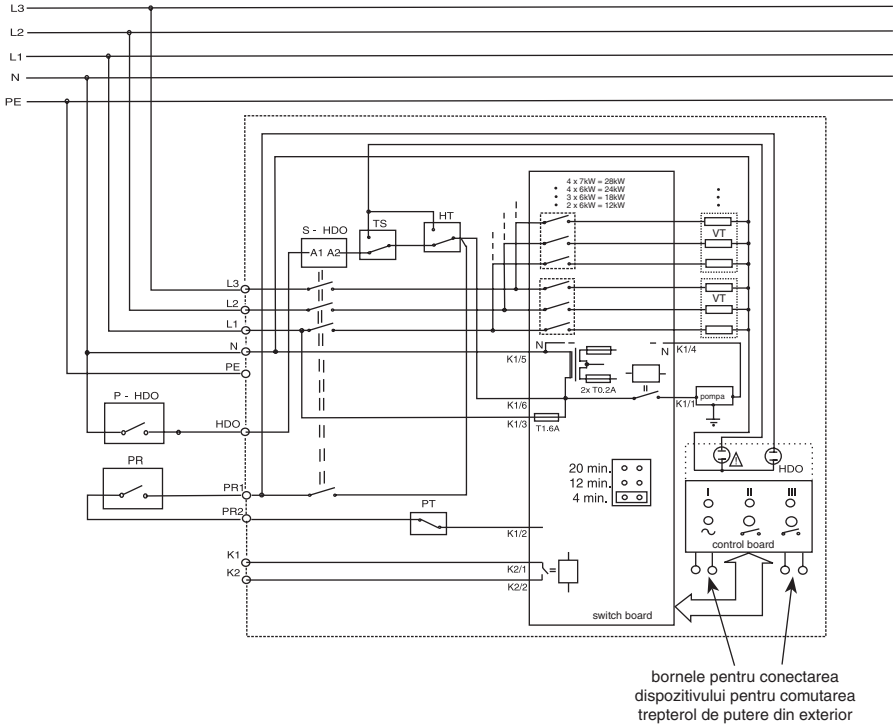 L3
L2
L1
N
PE
4 x 7kW = 28kW
• 4 x 6kW = 24kW
• 3 x 6kW = 18kW
• 2 x 6kW = 12kW
S - HDO
TS
HT
A1 A2
VT
L3
L2
VT
L1
N
N
N
K1/4
K1/5
PE
2x T0.2A
P - HDO
K1/6
K1/1
pompa
HDO
K1/3
T1.6A
PR
HDO
20 min.
12 min.
4 min.
PR1
I II III
PR2
PT
K1/2
control board
K1
K2/1
K2
K2/2
switch board
bornele pentru conectarea
dispozitivului pentru comutarea
trepterol de putere din exterior